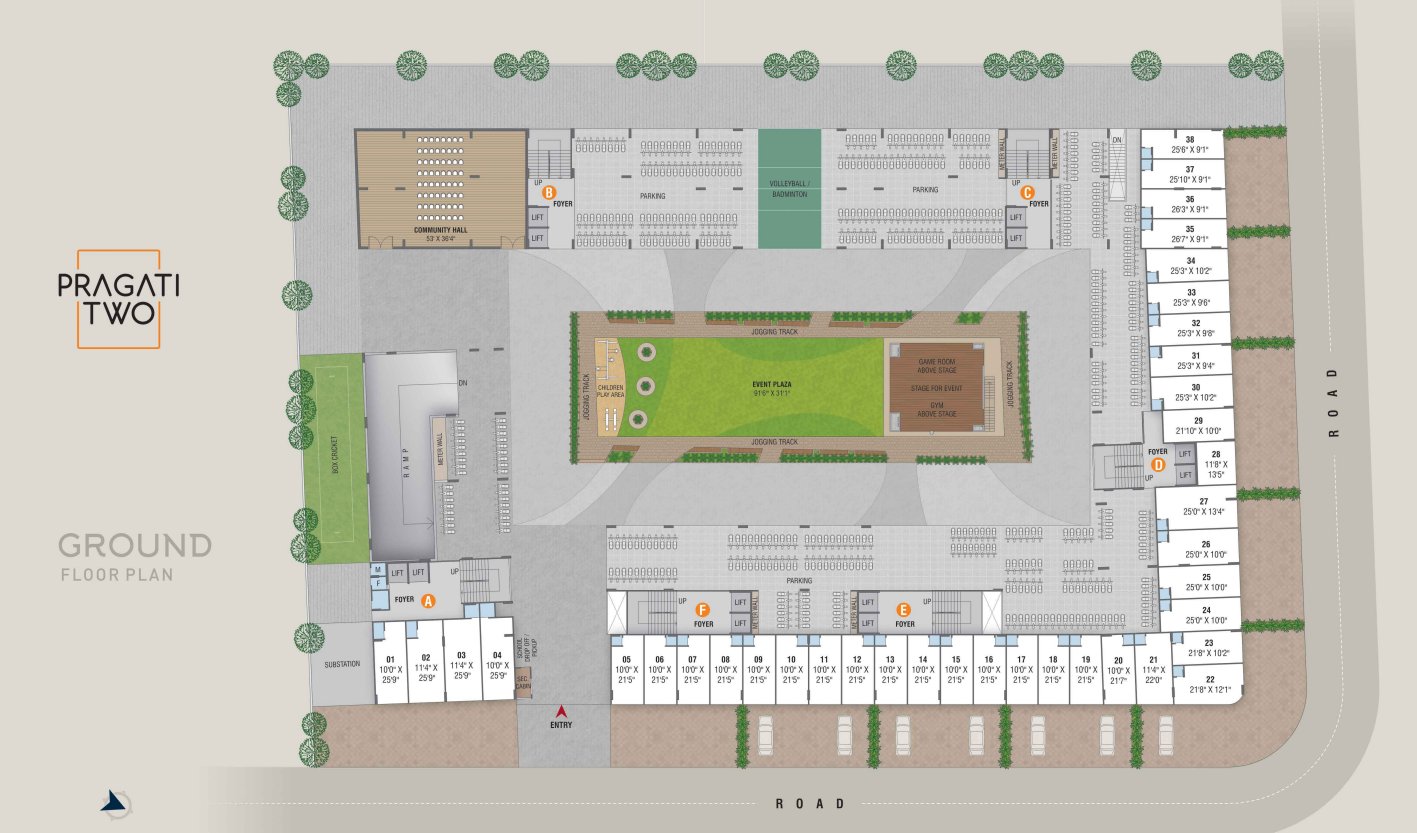 PRAGATI
TWO
GROUND
FLOOR PLAN
COMMUNITY HALL
53' X 36'4"
UP
B
FOYER
LIFT
LIFT
PARKING
VOLLEYBALL /
BADMINTON
PARKING
METER WALL
METER WALL
UP
C
FOYER
LIFT
LIFT
DN
38
25'6" X 9'1"
37
25'10" X 9'1"
36
26'3" X 9'1"
35
26'7" X 9'1"
34
25'3" X 10'2"
33
25'3" X 9'6"
32
25'3" X 9'8"
31
25'3" X 9'4"
30
25'3" X 10'2"
29
21'10" X 10'0"
28
11'8" X
13'5"
27
25'0" X 13'4"
26
25'0" X 10'0"
25
25'0" X 10'0"
24
25'0" X 10'0"
23
21'8" X 10'2"
22
21'8" X 12'1"
FOYER
D
UP
LIFT
LIFT
JOGGING TRACK
JOGGING TRACK
CHILDREN
PLAY AREA
EVENT PLAZA
91'6" X 31'1"
GAME ROOM
ABOVE STAGE
STAGE FOR EVENT
GYM
ABOVE STAGE
JOGGING TRACK
JOGGING TRACK
BOX CRICKET
RAMP
DN
METER WALL
M
F
LIFT
LIFT
UP
FOYER
A
PARKING
UP
F
FOYER
LIFT
LIFT
METER WALL
METER WALL
LIFT
LIFT
UP
E
FOYER
SUBSTATION
01
10'0" X
25'9"
02
11'4" X
25'9"
03
11'4" X
25'9"
04
10'0" X
25'9"
SCHOOL
DROP OFF /
PICKUP
SEC.
CABIN
ENTRY
05
10'0" X
21'5"
06
10'0" X
21'5"
07
10'0" X
21'5"
08
10'0" X
21'5"
09
10'0" X
21'5"
10
10'0" X
21'5"
11
10'0" X
21'5"
12
10'0" X
21'5"
13
10'0" X
21'5"
14
10'0" X
21'5"
15
10'0" X
21'5"
16
10'0" X
21'5"
17
10'0" X
21'5"
18
10'0" X
21'5"
19
10'0" X
21'5"
20
10'0" X
21'7"
21
11'4" X
22'0"
ROAD
ROAD